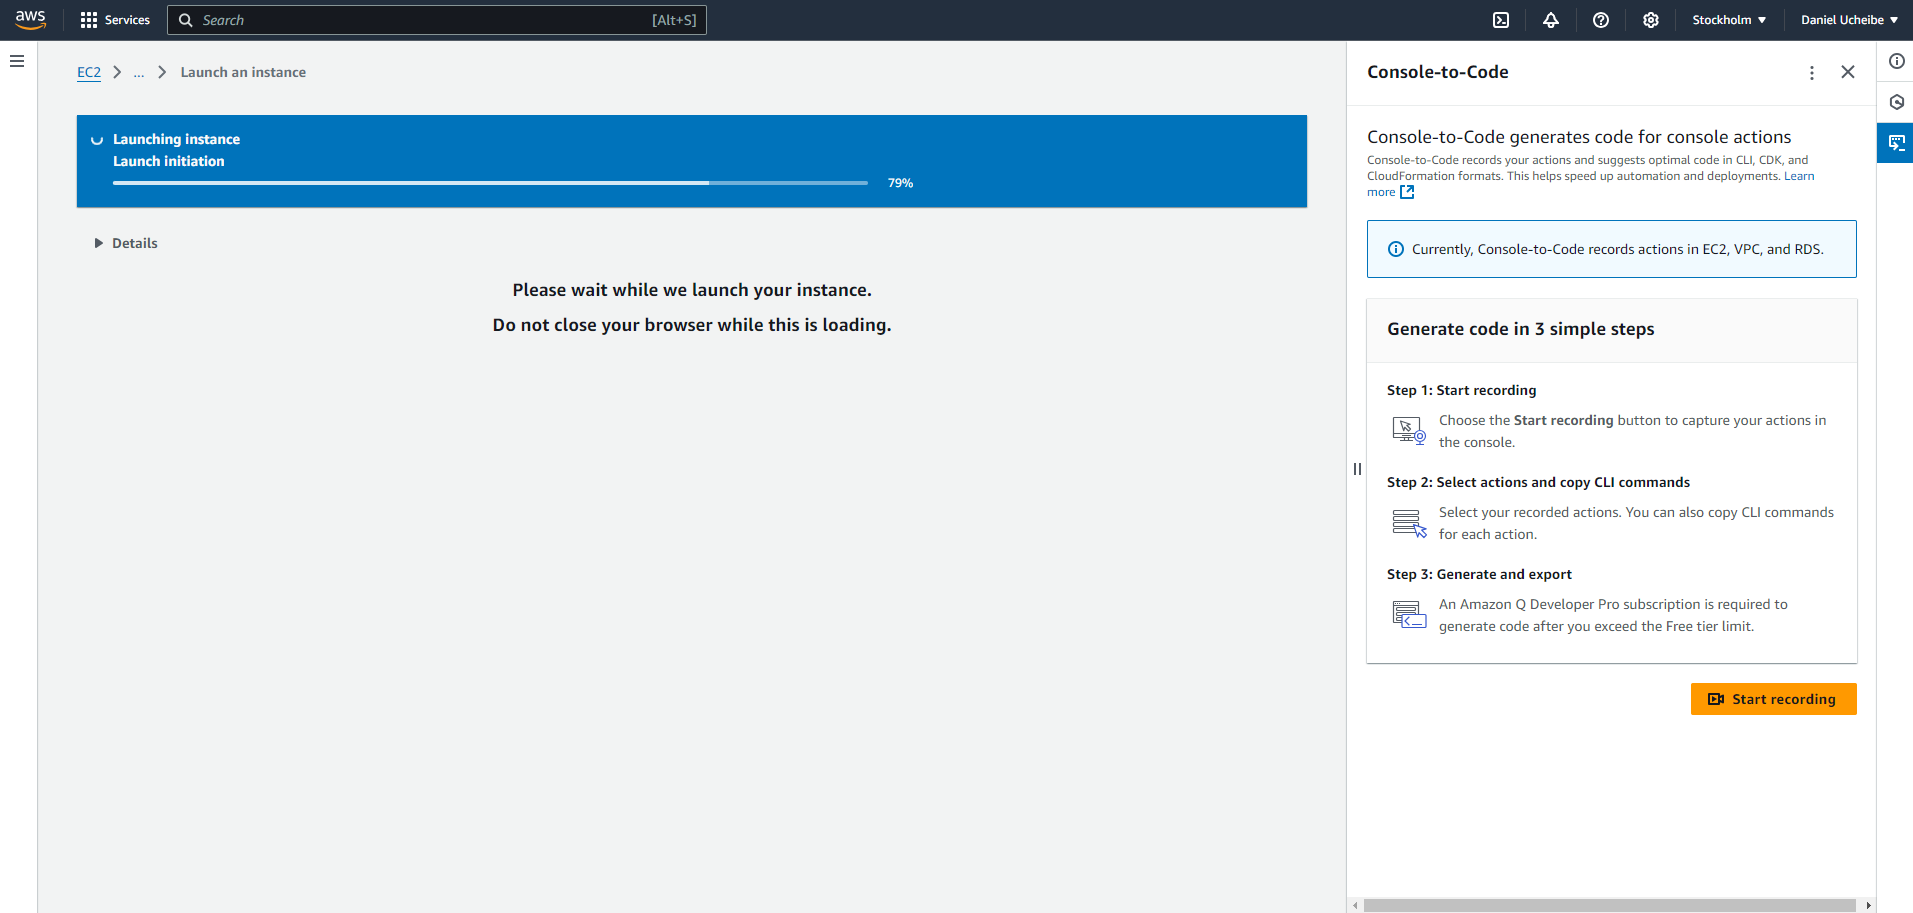 aws
Services
Search
[Alt+S]
Stockholm
Daniel Ucheibe
EC2
...
Launch an instance
Launching instance
Launch initiation
79%
Details
Please wait while we launch your instance.
Do not close your browser while this is loading.
Console-to-Code
Console-to-Code generates code for console actions
Console-to-Code records your actions and suggests optimal code in CLI, CDK, and
CloudFormation formats. This helps speed up automation and deployments. Learn
more
Currently, Console-to-Code records actions in EC2, VPC, and RDS.
Generate code in 3 simple steps
Step 1: Start recording
Choose the Start recording button to capture your actions in
the console.
Step 2: Select actions and copy CLI commands
Select your recorded actions. You can also copy CLI commands
for each action.
Step 3: Generate and export
An Amazon Q Developer Pro subscription is required to
generate code after you exceed the Free tier limit.
Start recording